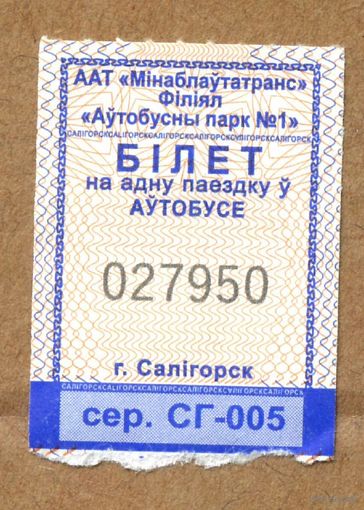 ААТ «Мінаблаўтатранс»
Філіял
«Аўтобусны парк №1»
САЛІГОРСКСАЛІГОРСКСАЛІГОРСКСАЛІГОРСКСАЛІГОРСКСАЛІГОРСК
БІЛЕТ
на адну паездку ў
АЎТОБУСЕ
027950
г. Салігорск
САЛІГОРСКСАЛІГОРСКСАЛІГОРСКСАЛІГОРСКСАЛІГОРСКСАЛІГОРСК
сер. СГ-005